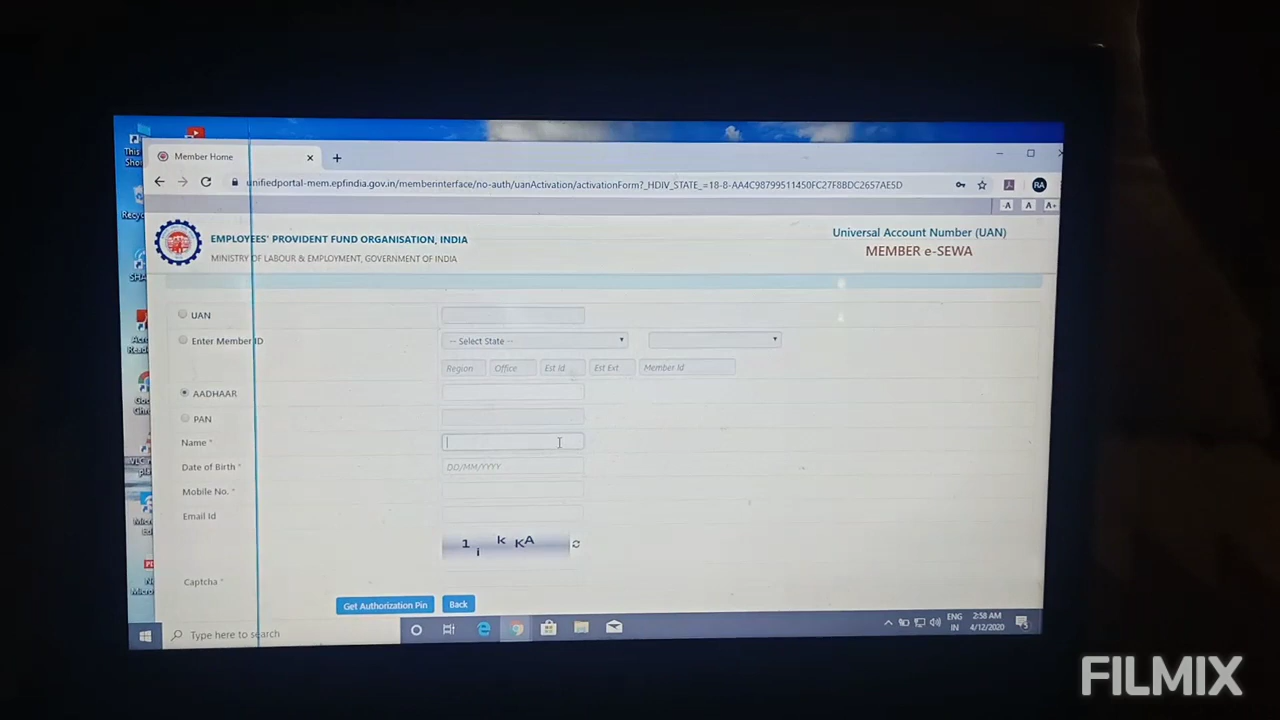 Member Home
unifiedportal-mem.epfindia.gov.in/memberinterface/no-auth/uanActivation/activationForm?_HDIV_STATE_=18-8-AA4C98799511450FC27F8BDC2657AE5D
RA
-A A A+
EMPLOYEES' PROVIDENT FUND ORGANISATION, INDIA
MINISTRY OF LABOUR & EMPLOYMENT, GOVERNMENT OF INDIA
Universal Account Number (UAN)
MEMBER e-SEWA
UAN
Enter Member ID
-- Select State --
Region Office Est Id Est Ext Member Id
AADHAAR
PAN
Name *
Date of Birth * DD/MM/YYYY
Mobile No. *
Email Id
1 i k KA
Captcha *
Get Authorization Pin Back
Type here to search
ENG
IN
2:58 AM
4/12/2020
FILMIX